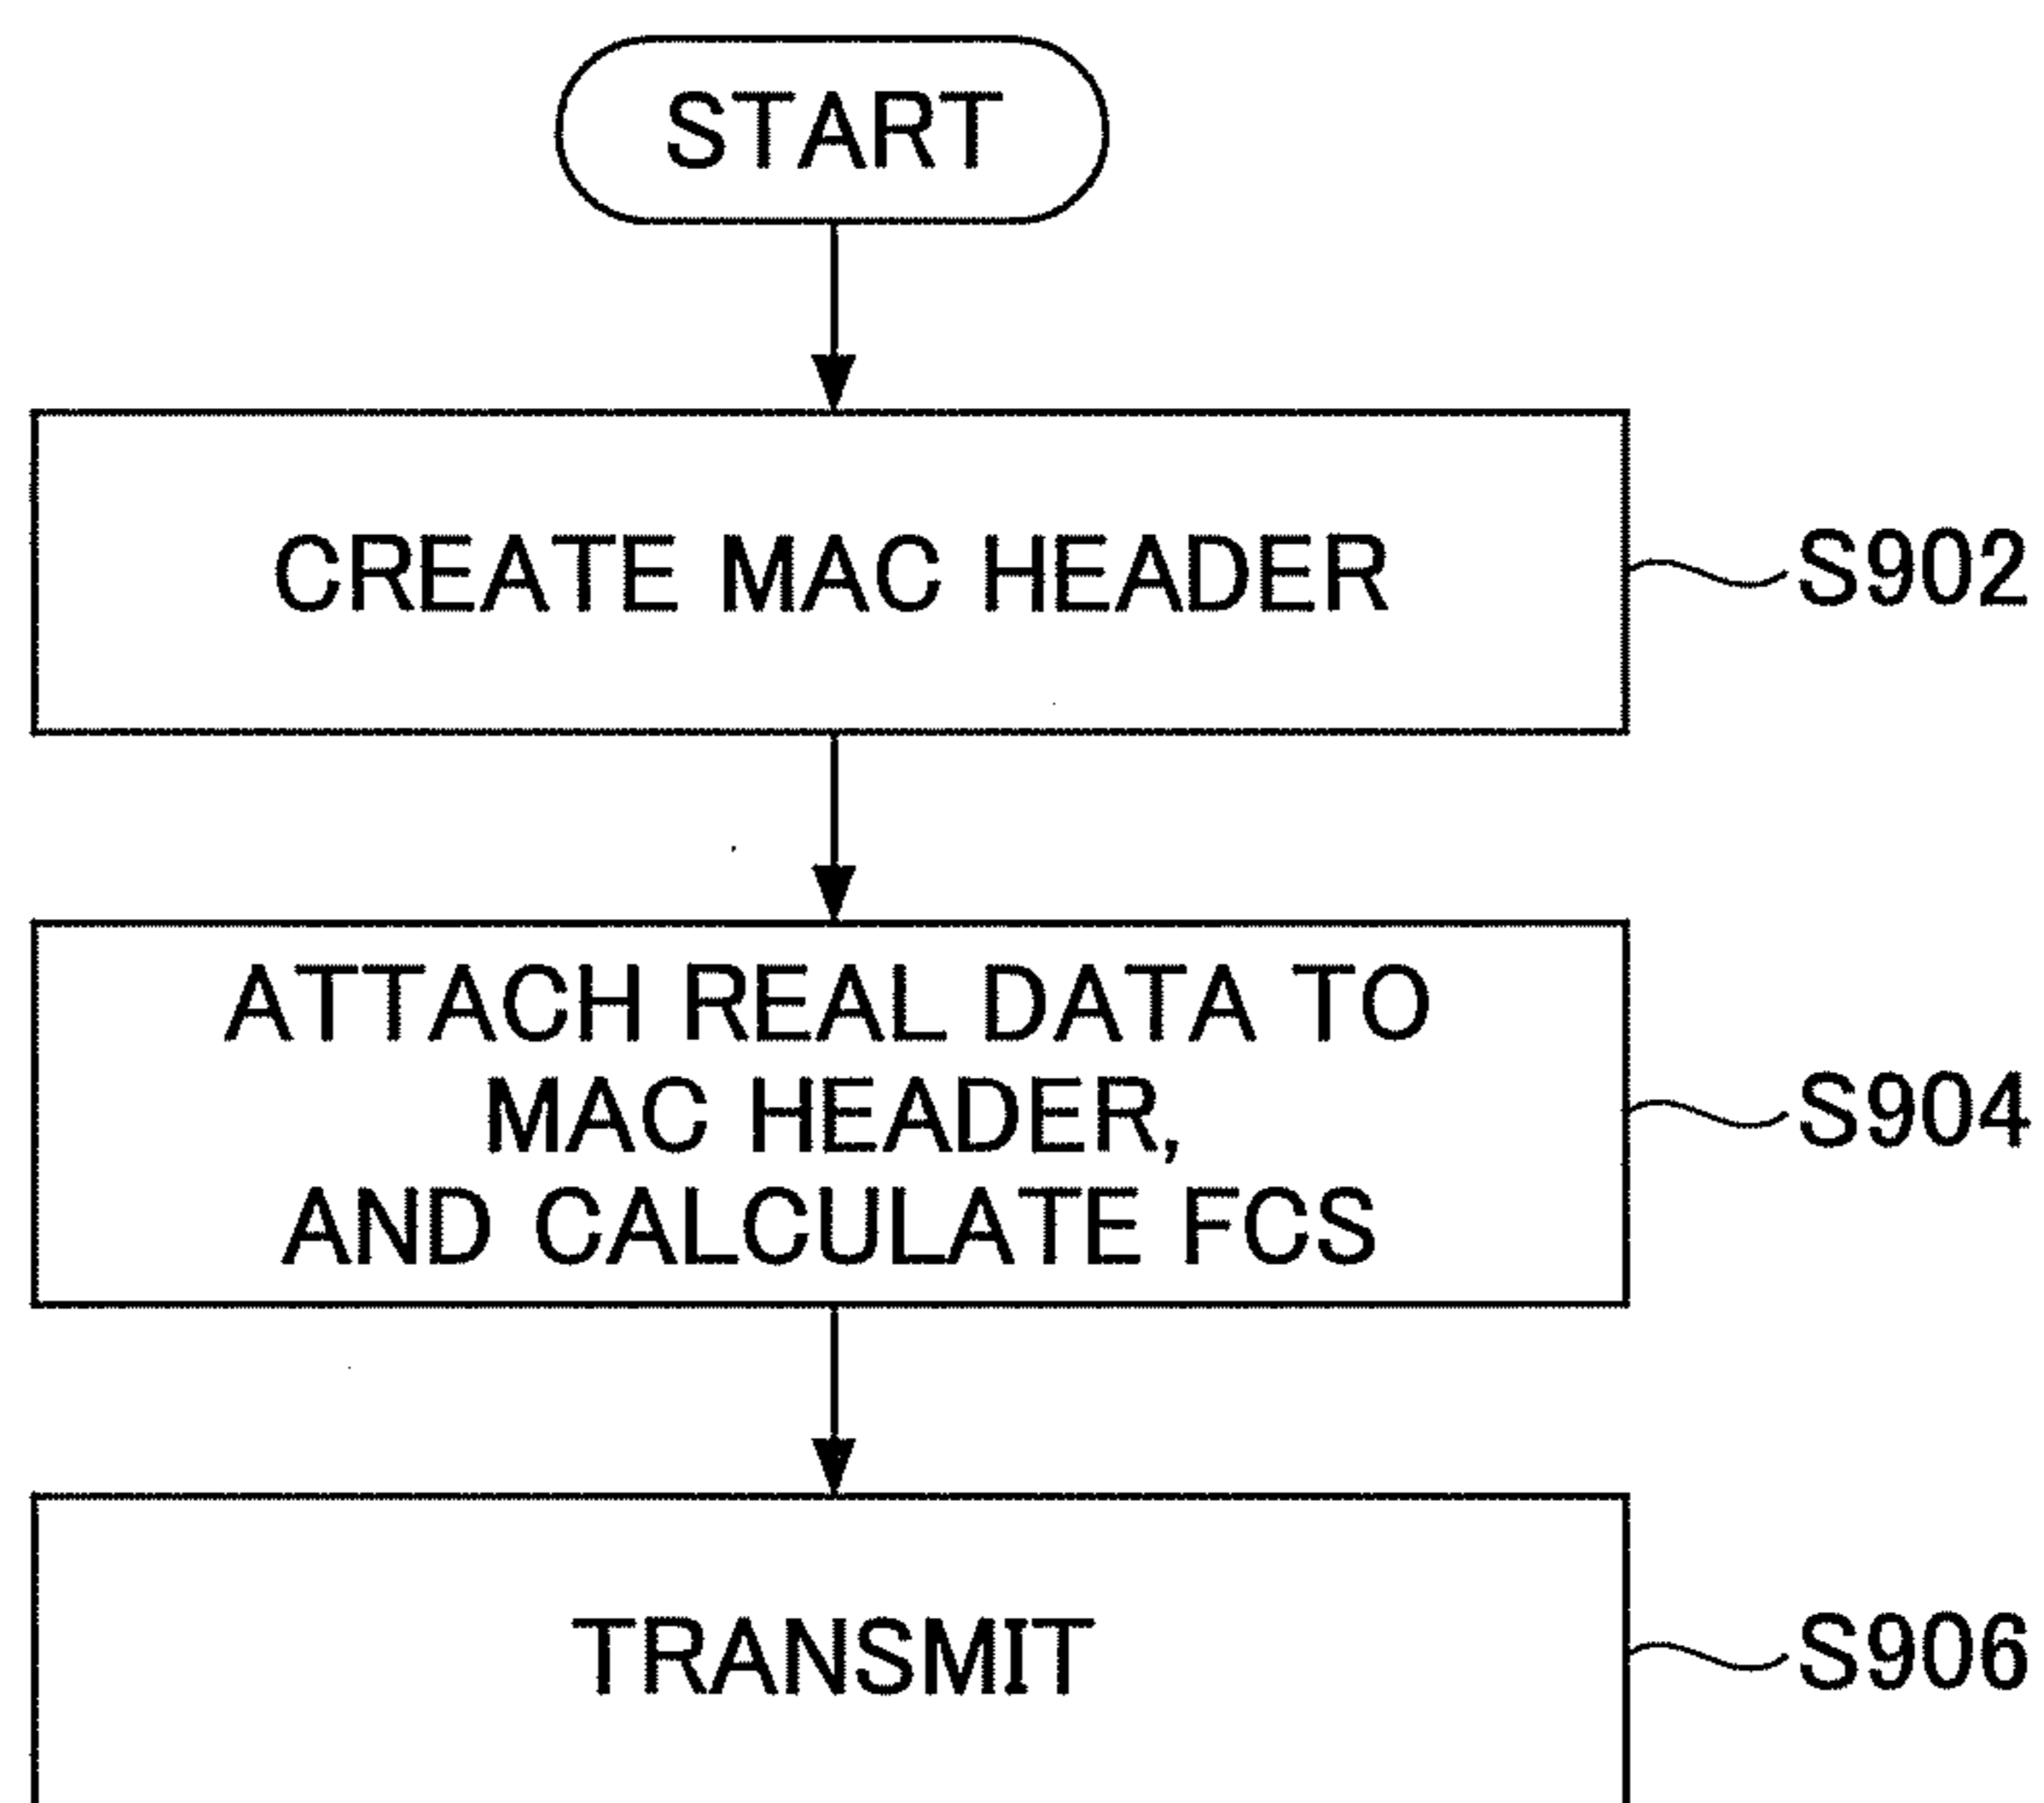 START
CREATE MAC HEADER
S902
ATTACH REAL DATA TO
MAC HEADER,
AND CALCULATE FCS
S904
TRANSMIT
S906